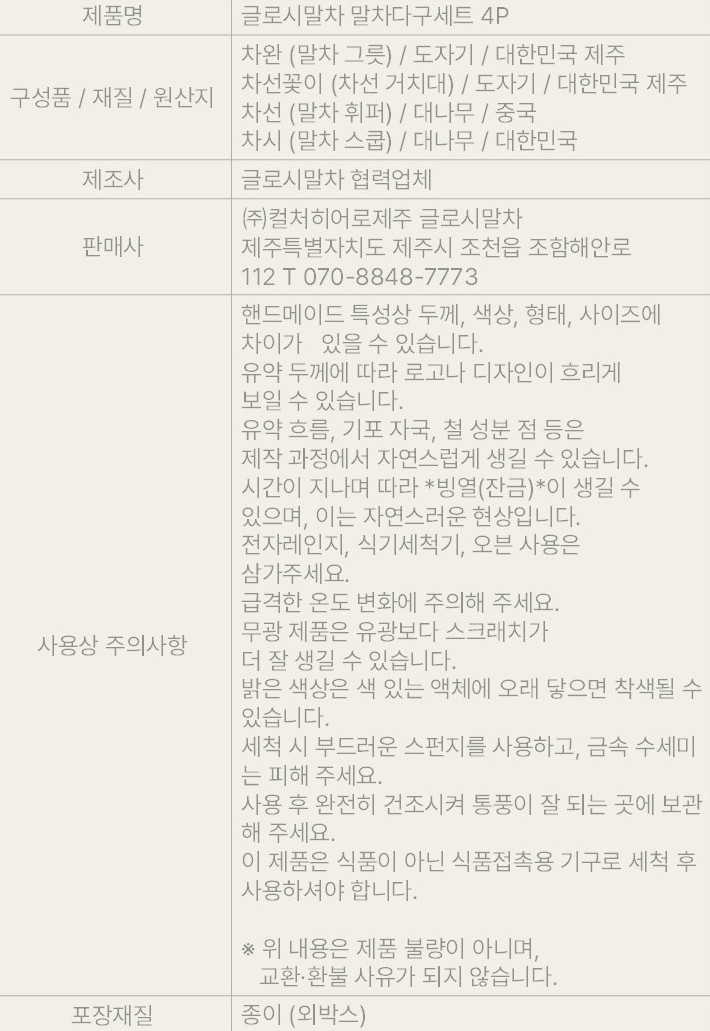 제품명
글로시말차 말차다구세트 4P
구성품 / 재질 / 원산지
차완 (말차 그릇) / 도자기 / 대한민국 제주
차선꽃이 (차선 거치대) / 도자기 / 대한민국 제주
차선 (말차 휘퍼) / 대나무 / 중국
차시 (말차 스쿱) / 대나무 / 대한민국
제조사
글로시말차 협력업체
판매사
㈜컬처히어로제주 글로시말차
제주특별자치도 제주시 조천읍 조함해안로
112 T 070-8848-7773
사용상 주의사항
핸드메이드 특성상 두께, 색상, 형태, 사이즈에
차이가 있을 수 있습니다.
유약 두께에 따라 로고나 디자인이 흐리게
보일 수 있습니다.
유약 흐름, 기포 자국, 철 성분 점 등은
제작 과정에서 자연스럽게 생길 수 있습니다.
시간이 지나며 따라 *빙열(잔금)*이 생길 수
있으며, 이는 자연스러운 현상입니다.
전자레인지, 식기세척기, 오븐 사용은
삼가주세요.
급격한 온도 변화에 주의해 주세요.
무광 제품은 유광보다 스크래치가
더 잘 생길 수 있습니다.
밝은 색상은 색 있는 액체에 오래 닿으면 착색될 수
있습니다.
세척 시 부드러운 스펀지를 사용하고, 금속 수세미
는 피해 주세요.
사용 후 완전히 건조시켜 통풍이 잘 되는 곳에 보관
해 주세요.
이 제품은 식품이 아닌 식품접촉용 기구로 세척 후
사용하셔야 합니다.
※ 위 내용은 제품 불량이 아니며,
교환·환불 사유가 되지 않습니다.
포장재질
종이 (외박스)